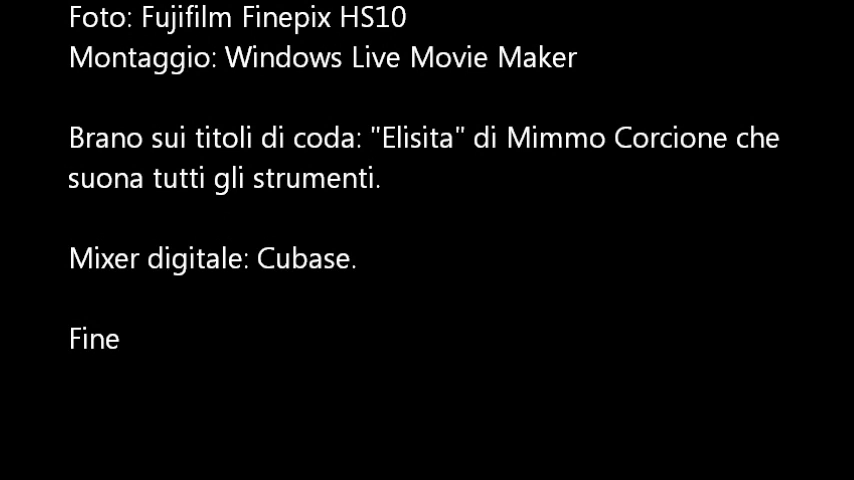 Foto: Fujifilm Finepix HS10
Montaggio: Windows Live Movie Maker
Brano sui titoli di coda: "Elisita" di Mimmo Corcione che
suona tutti gli strumenti.
Mixer digitale: Cubase.
Fine